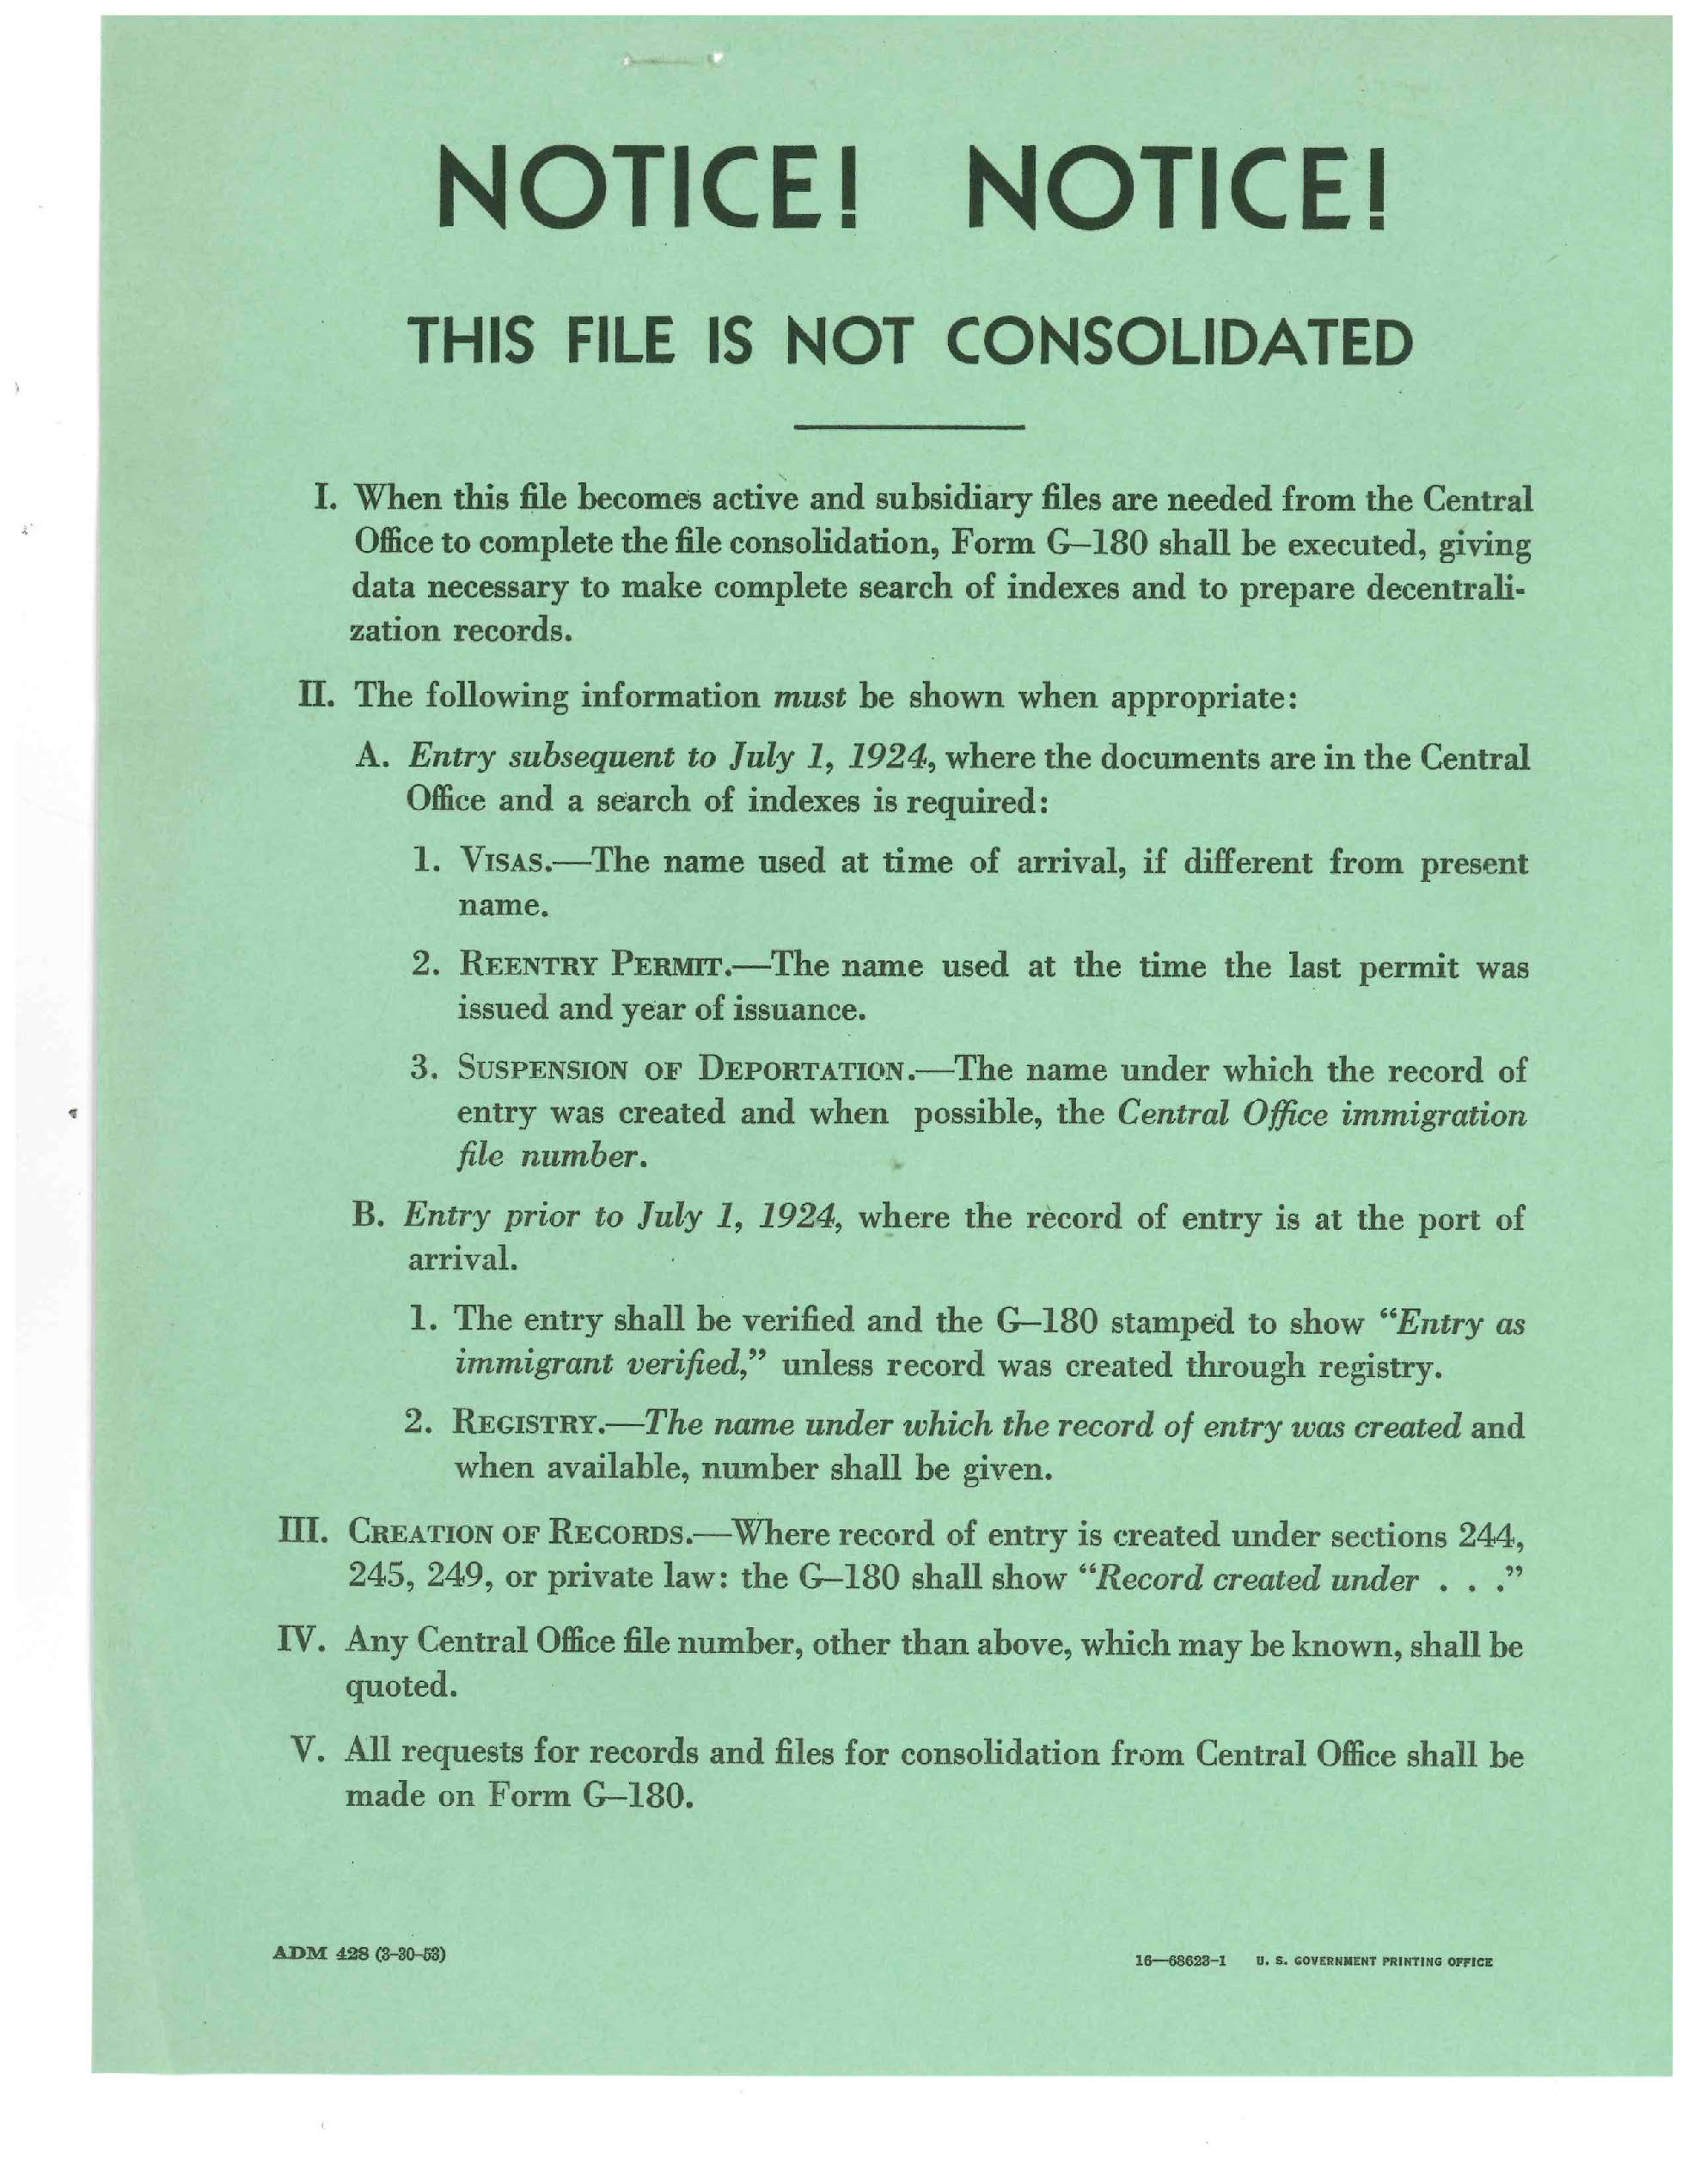 NOTICE! NOTICE!
THIS FILE IS NOT CONSOLIDATED
I. When this file becomes active and subsidiary files are needed from the Central
Office to complete the file consolidation, Form G–180 shall be executed, giving
data necessary to make complete search of indexes and to prepare decentrali-
zation records.
II. The following information must be shown when appropriate:
A. Entry subsequent to July 1, 1924, where the documents are in the Central
Office and a search of indexes is required:
1. VISAS.—The name used at time of arrival, if different from present
name.
2. REENTRY PERMIT.—The name used at the time the last permit was
issued and year of issuance.
3. SUSPENSION OF DEPORTATION.—The name under which the record of
entry was created and when possible, the Central Office immigration
file number.
B. Entry prior to July 1, 1924, where the record of entry is at the port of
arrival.
1. The entry shall be verified and the G–180 stamped to show “Entry as
immigrant verified,” unless record was created through registry.
2. REGISTRY.—The name under which the record of entry was created and
when available, number shall be given.
III. CREATION OF RECORDS.—Where record of entry is created under sections 244,
245, 249, or private law: the G–180 shall show “Record created under . . .”
IV. Any Central Office file number, other than above, which may be known, shall be
quoted.
V. All requests for records and files for consolidation from Central Office shall be
made on Form G–180.
ADM 428 (3–30–53)
16—68623–1 U. S. GOVERNMENT PRINTING OFFICE